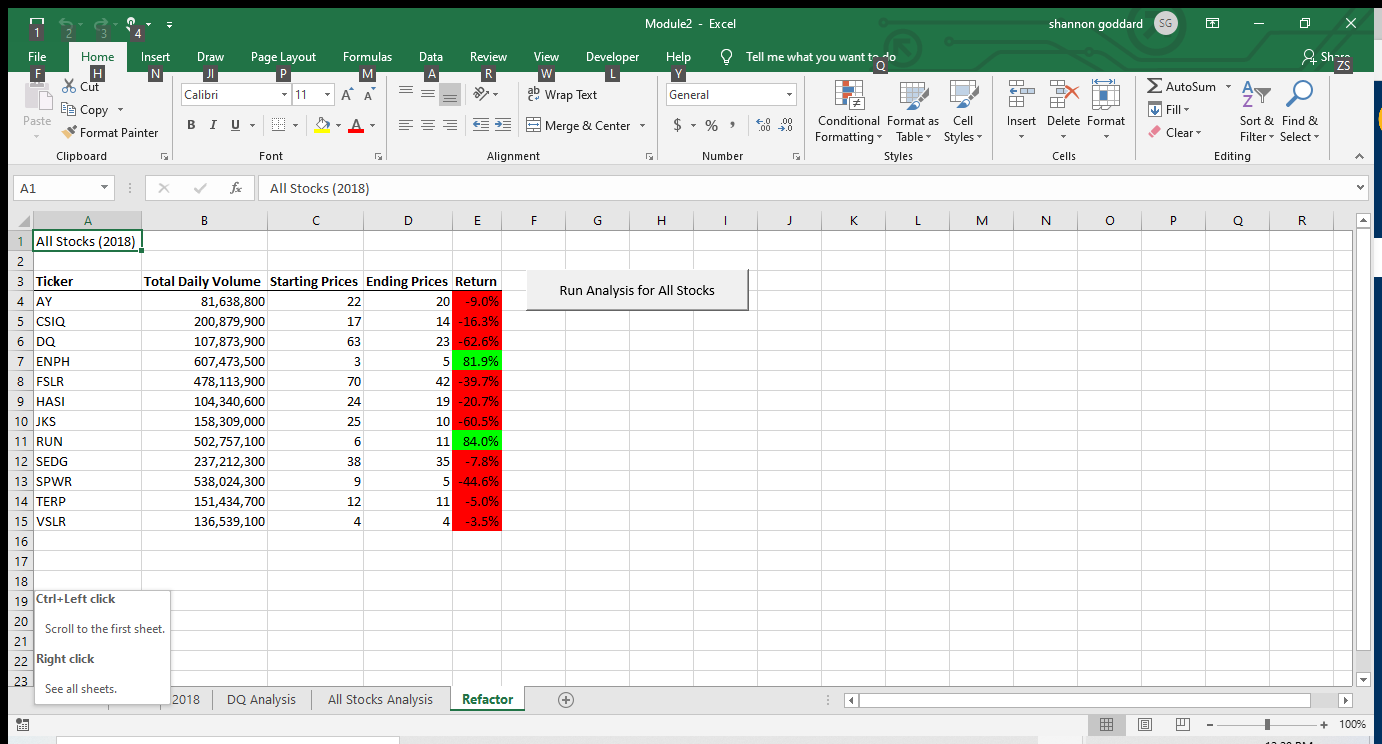 Module2 - Excel
shannon goddard
SG
1 2 3 4
File Home Insert Draw Page Layout Formulas Data Review View Developer Help Tell me what you want to do Share
F H N JI P M A R W L Y Q ZS
Paste
Cut
Copy
Format Painter
Clipboard
Calibri 11 A A
B I U A
Font
ab Wrap Text
Merge & Center
Alignment
General
$ % , .00 .00
Number
Conditional Formatting
Format as Table
Cell Styles
Styles
Insert Delete Format
Cells
AutoSum
Fill
Clear
Sort & Filter
Find & Select
Editing
A1 fx All Stocks (2018)
A B C D E F G H I J K L M N O P Q R
1 All Stocks (2018)
2
3 Ticker Total Daily Volume Starting Prices Ending Prices Return
Run Analysis for All Stocks
4 AY 81,638,800 22 20 -9.0%
5 CSIQ 200,879,900 17 14 -16.3%
6 DQ 107,873,900 63 23 -62.6%
7 ENPH 607,473,500 3 5 81.9%
8 FSLR 478,113,900 70 42 -39.7%
9 HASI 104,340,600 24 19 -20.7%
10 JKS 158,309,000 25 10 -60.5%
11 RUN 502,757,100 6 11 84.0%
12 SEDG 237,212,300 38 35 -7.8%
13 SPWR 538,024,300 9 5 -44.6%
14 TERP 151,434,700 12 11 -5.0%
15 VSLR 136,539,100 4 4 -3.5%
16
17
18
19
20
21
22
23
Ctrl+Left click
Scroll to the first sheet.
Right click
See all sheets.
2018 DQ Analysis All Stocks Analysis Refactor
100%